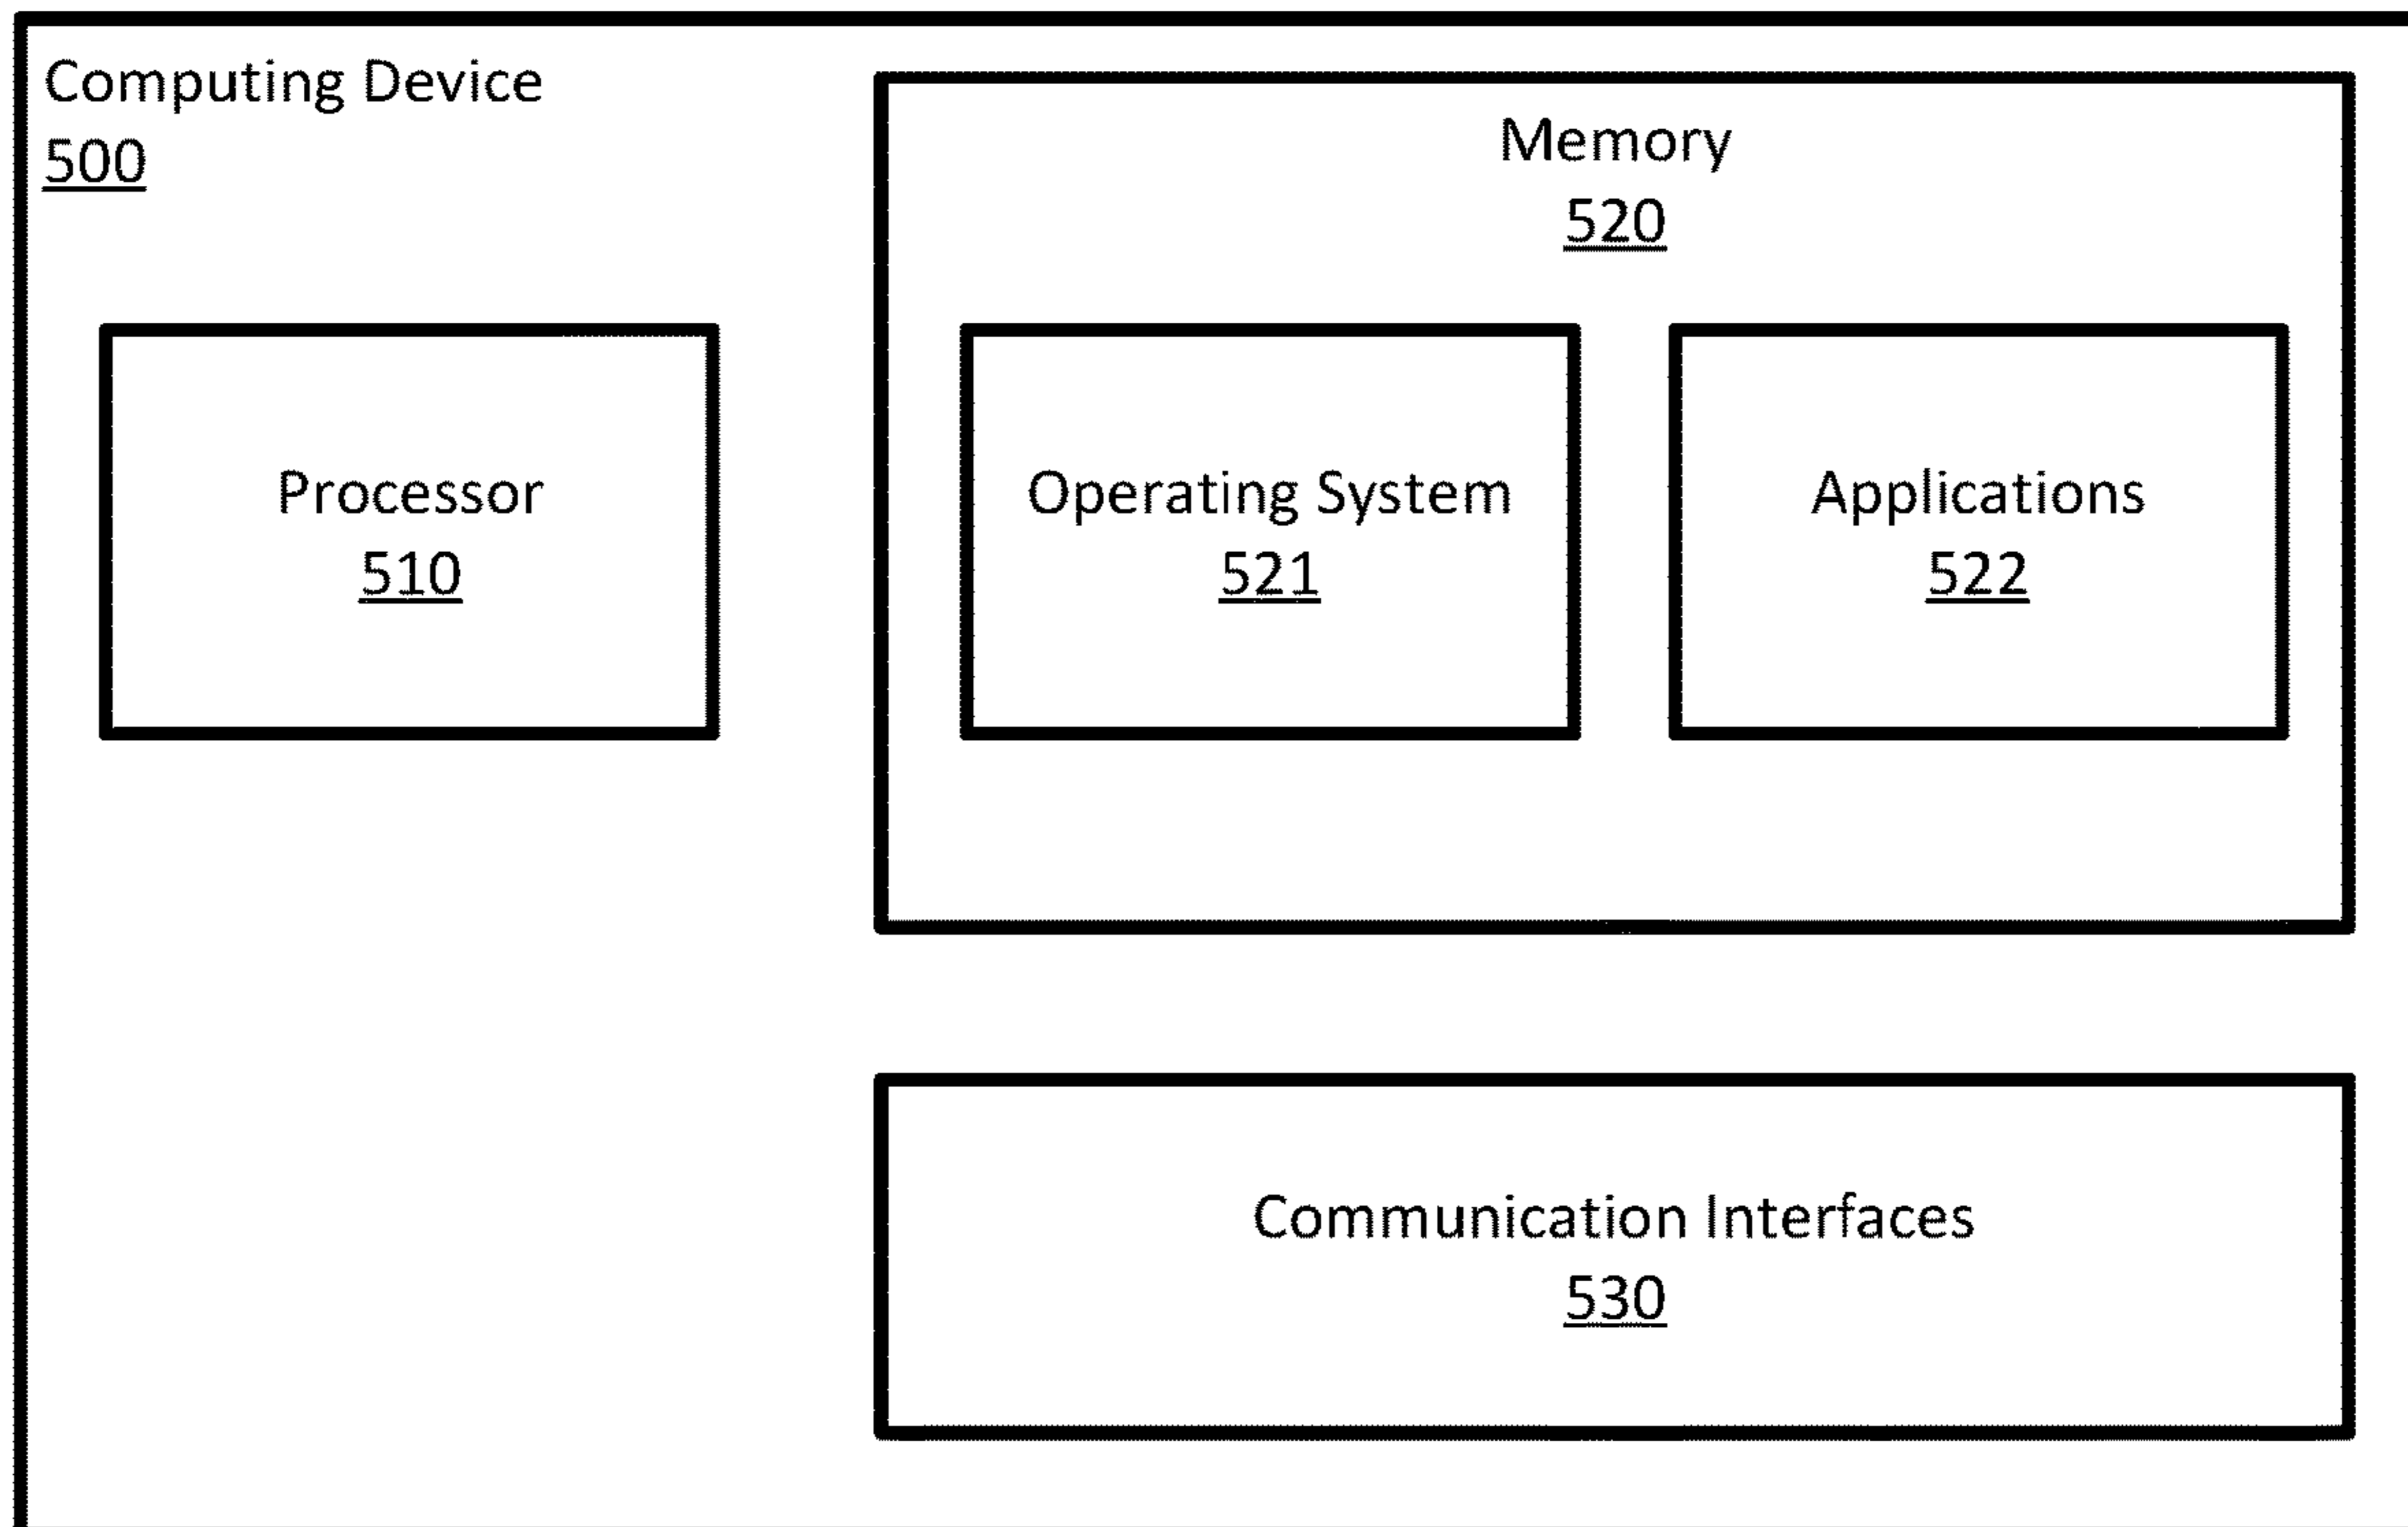 Computing Device
500
Memory
520
Processor
510
Operating System
521
Applications
522
Communication Interfaces
530